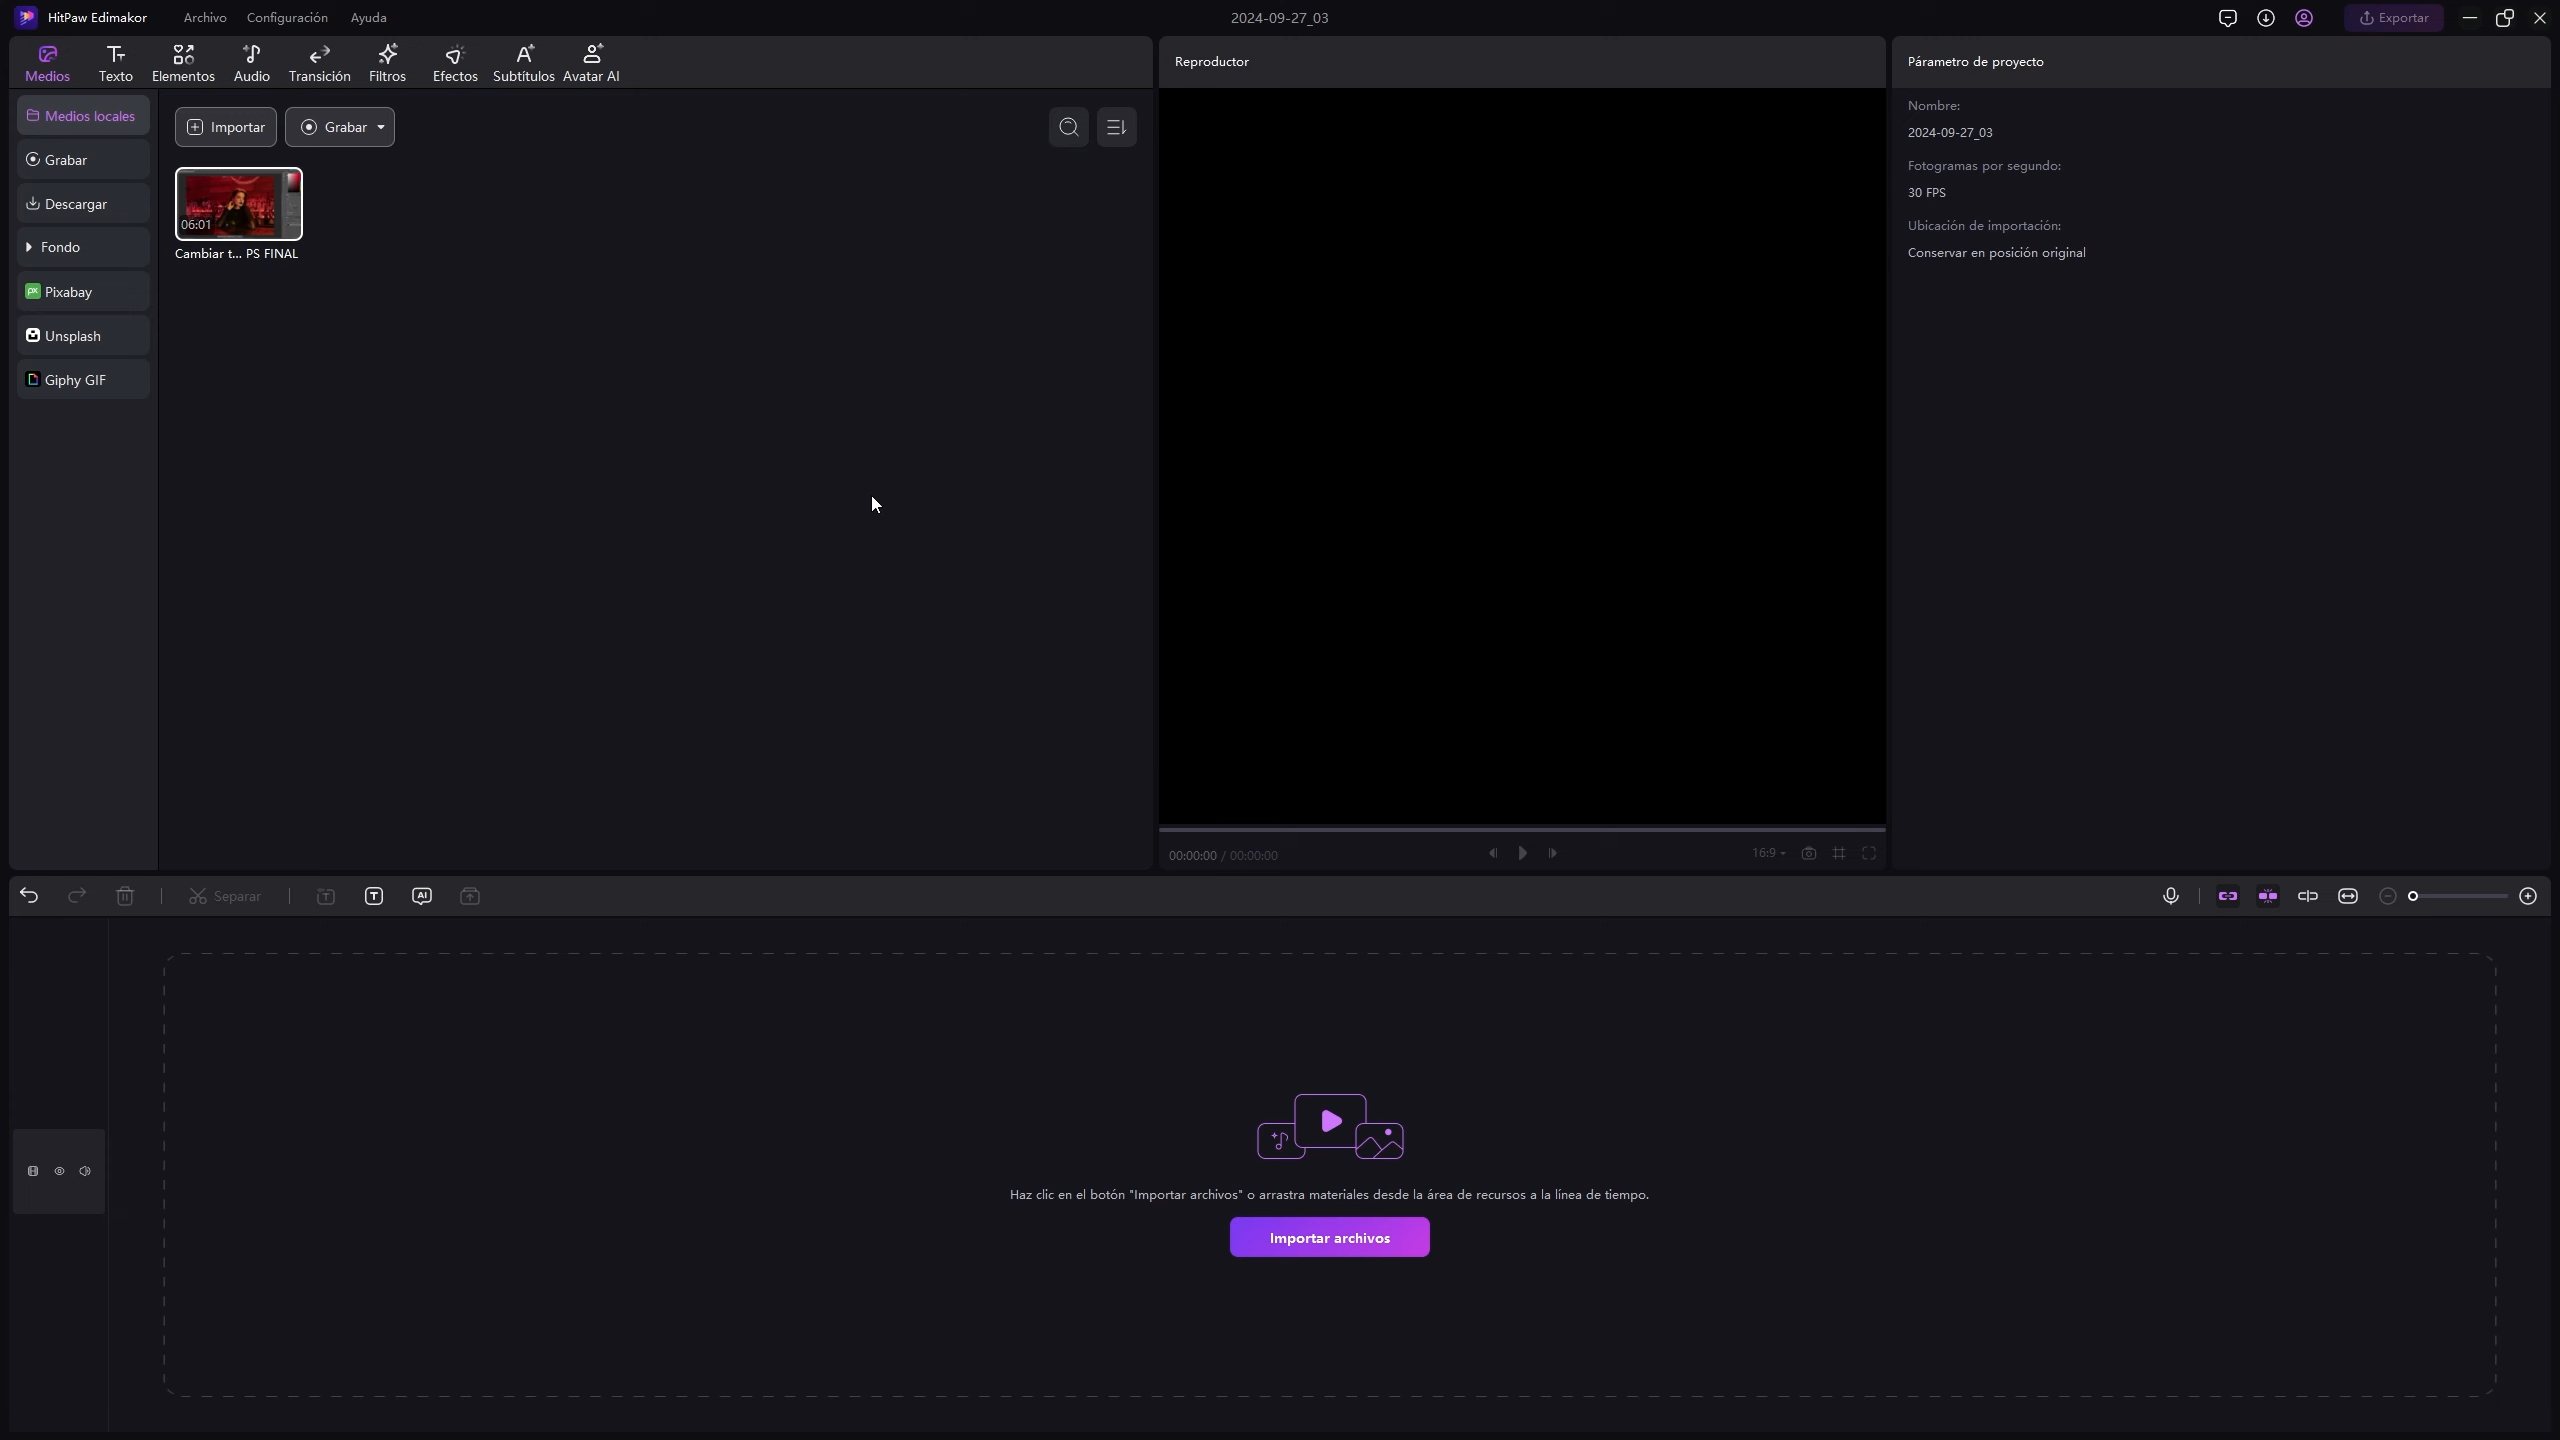 HitPaw Edimakor
Archivo
Configuración
Ayuda
2024-09-27_03
Exportar
Medios
Texto
Elementos
Audio
Transición
Filtros
Efectos
Subtítulos
Avatar AI
Reproductor
Párametro de proyecto
Medios locales
Grabar
Descargar
Fondo
Pixabay
Unsplash
Giphy GIF
Importar
Grabar
06:01
Cambiar t... PS FINAL
Nombre:
2024-09-27_03
Fotogramas por segundo:
30 FPS
Ubicación de importación:
Conservar en posición original
00:00:00 / 00:00:00
16:9
Separar
AI
Haz clic en el botón "Importar archivos" o arrastra materiales desde la área de recursos a la línea de tiempo.
Importar archivos